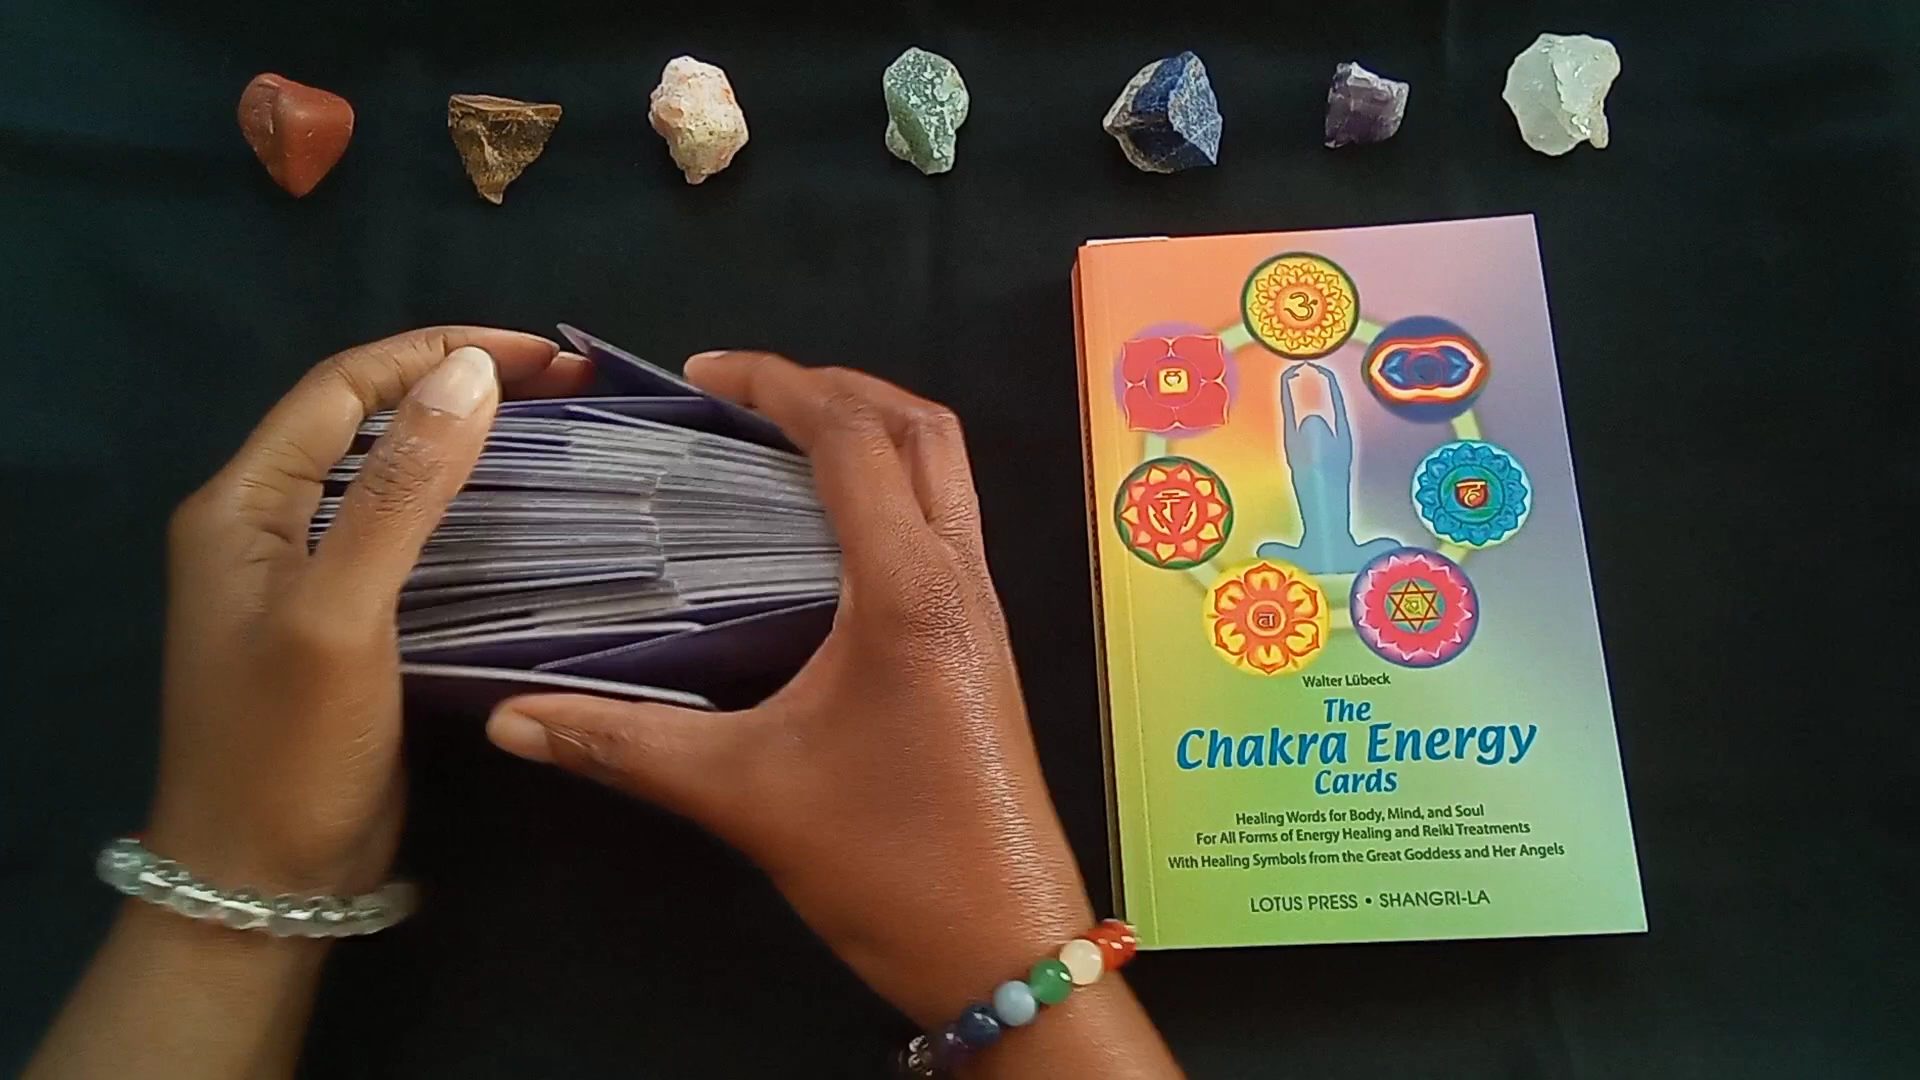 Walter Lübeck
The
Chakra Energy
Cards
Healing Words for Body, Mind, and Soul
For All Forms of Energy Healing and Reiki Treatments
With Healing Symbols from the Great Goddess and Her Angels
LOTUS PRESS • SHANGRI-LA